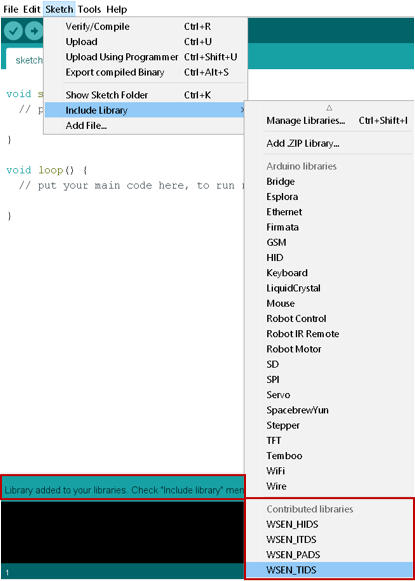 File Edit Sketch Tools Help
Verify/Compile Ctrl+R
Upload Ctrl+U
Upload Using Programmer Ctrl+Shift+U
Export compiled Binary Ctrl+Alt+S
Show Sketch Folder Ctrl+K
Include Library
Add File...
sketch
void s
// p
}
void loop() {
// put your main code here, to run
}
Manage Libraries... Ctrl+Shift+I
Add .ZIP Library...
Arduino libraries
Bridge
Esplora
Ethernet
Firmata
GSM
HID
Keyboard
LiquidCrystal
Mouse
Robot Control
Robot IR Remote
Robot Motor
SD
SPI
Servo
SpacebrewYun
Stepper
TFT
Temboo
WiFi
Wire
Contributed libraries
WSEN_HIDS
WSEN_ITDS
WSEN_PADS
WSEN_TIDS
Library added to your libraries. Check "Include library" men
1